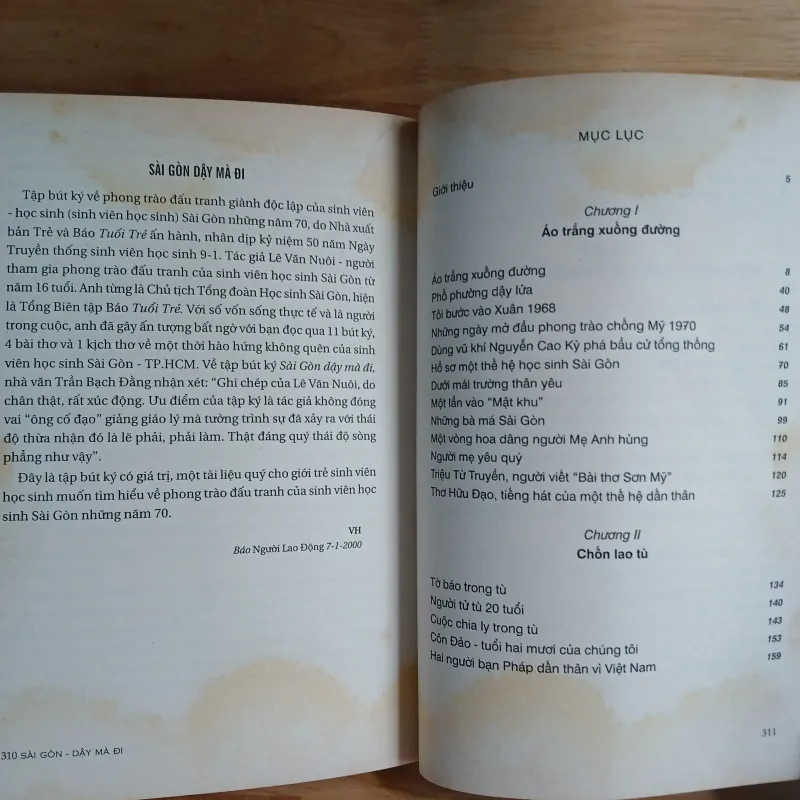 SÀI GÒN DẬY MÀ ĐI
Tập bút ký về phong trào đấu tranh giành độc lập của sinh viên
- học sinh (sinh viên học sinh) Sài Gòn những năm 70, do Nhà xuất
bản Trẻ và Báo Tuổi Trẻ ấn hành, nhân dịp kỷ niệm 50 năm Ngày
Truyền thống sinh viên học sinh 9-1. Tác giả Lê Văn Nuôi - người
tham gia phong trào đấu tranh của sinh viên học sinh Sài Gòn từ
năm 16 tuổi. Anh từng là Chủ tịch Tổng đoàn Học sinh Sài Gòn, hiện
là Tổng Biên tập Báo Tuổi Trẻ. Với số vốn sống thực tế và là người
trong cuộc, anh đã gây ấn tượng bất ngờ với bạn đọc qua 11 bút ký,
4 bài thơ và 1 kịch thơ về một thời hào hứng không quên của sinh
viên học sinh Sài Gòn - TP.HCM. Về tập bút ký Sài Gòn dậy mà đi,
nhà văn Trần Bạch Đằng nhận xét: “Ghi chép của Lê Văn Nuôi, do
chân thật, rất xúc động. Ưu điểm của tập ký là tác giả không đóng
vai “ông cố đạo” giảng giáo lý mà tường trình sự đã xảy ra với thái
độ thừa nhận đó là lẽ phải, phải làm. Thật đáng quý thái độ sòng
phẳng như vậy”.
Đây là tập bút ký có giá trị, một tài liệu quý cho giới trẻ sinh viên
học sinh muốn tìm hiểu về phong trào đấu tranh của sinh viên học
sinh Sài Gòn những năm 70.
VH
Báo Người Lao Động 7-1-2000
310 SÀI GÒN - DẬY MÀ ĐI
MỤC LỤC
Giới thiệu 5
Chương I
Áo trắng xuống đường
Áo trắng xuống đường 8
Phố phường dậy lửa 40
Tôi bước vào Xuân 1968 48
Những ngày mở đầu phong trào chống Mỹ 1970 54
Dùng vũ khí Nguyễn Cao Kỳ phá bầu cử tổng thống 61
Hồ sơ một thế hệ học sinh Sài Gòn 70
Dưới mái trường thân yêu 85
Một lần vào “Mật khu” 91
Những bà má Sài Gòn 99
Một vòng hoa dâng người Mẹ Anh hùng 110
Người mẹ yêu quý 114
Triệu Từ Truyền, người viết “Bài thơ Sơn Mỹ” 120
Thơ Hữu Đạo, tiếng hát của một thế hệ dấn thân 125
Chương II
Chốn lao tù
Tờ báo trong tù 134
Người tử tù 20 tuổi 140
Cuộc chia ly trong tù 143
Côn Đảo - tuổi hai mươi của chúng tôi 153
Hai người bạn Pháp dấn thân vì Việt Nam 159
311